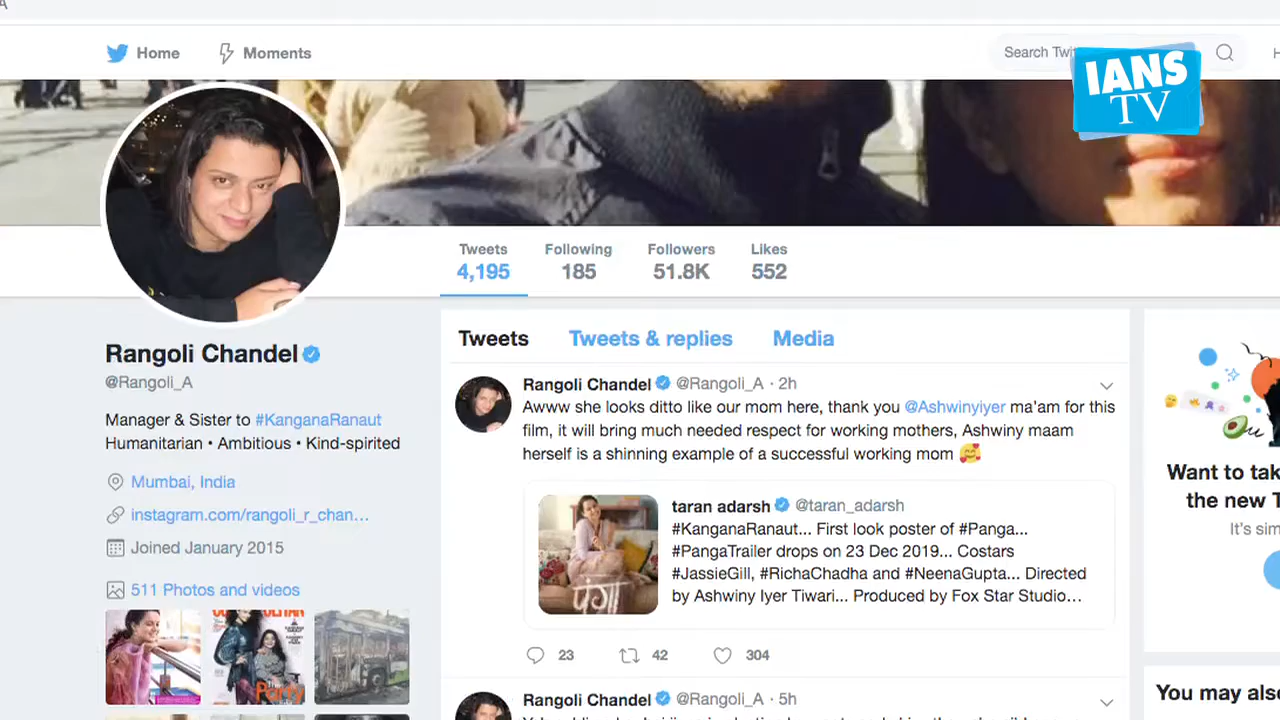 Home
Moments
Search Twi
IANS
TV
Tweets
4,195
Following
185
Followers
51.8K
Likes
552
Rangoli Chandel
@Rangoli_A
Manager & Sister to #KanganaRanaut
Humanitarian • Ambitious • Kind-spirited
Mumbai, India
instagram.com/rangoli_r_chan…
Joined January 2015
511 Photos and videos
Party
Tweets
Tweets & replies
Media
Rangoli Chandel @Rangoli_A · 2h
Awww she looks ditto like our mom here, thank you @Ashwinyiyer ma'am for this
film, it will bring much needed respect for working mothers, Ashwiny maam
herself is a shinning example of a successful working mom 🥰
taran adarsh @taran_adarsh
#KanganaRanaut... First look poster of #Panga...
#PangaTrailer drops on 23 Dec 2019... Costars
#JassieGill, #RichaChadha and #NeenaGupta... Directed
by Ashwiny Iyer Tiwari... Produced by Fox Star Studio…
पंगा
23
42
304
Rangoli Chandel @Rangoli_A · 5h
Want to tak
the new T
It's sim
You may also